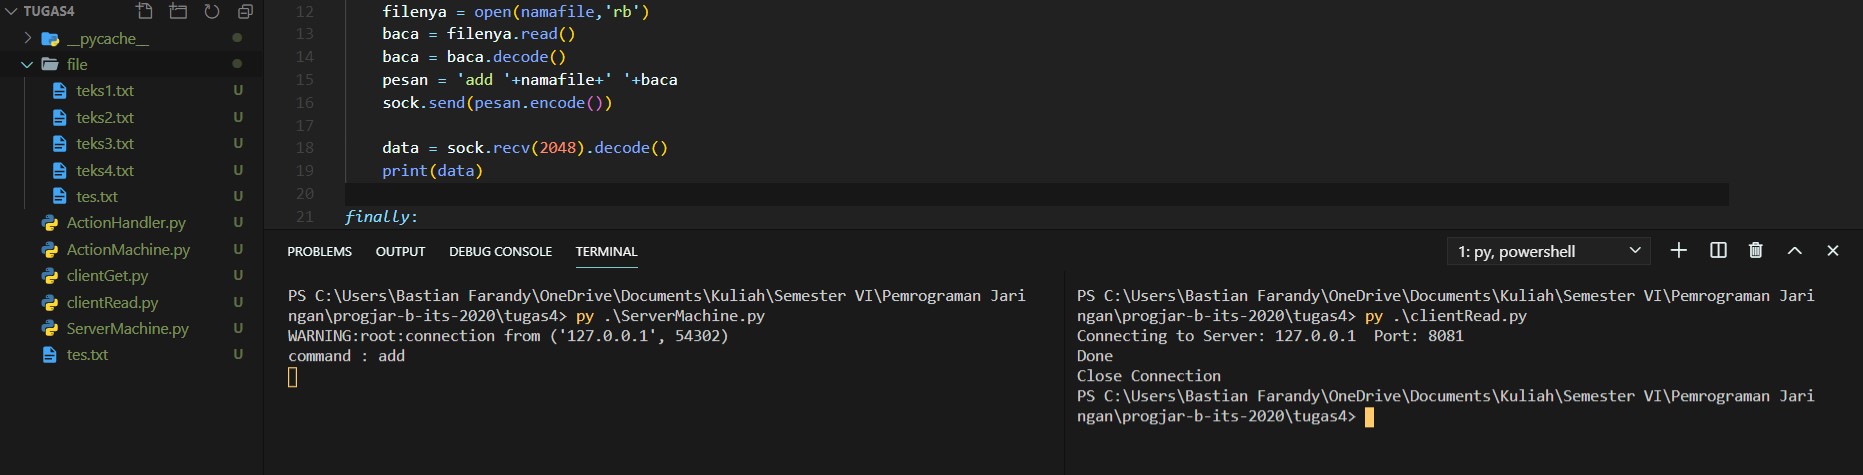 TUGAS4
__pycache__
file
teks1.txt U
teks2.txt U
teks3.txt U
teks4.txt U
tes.txt U
ActionHandler.py U
ActionMachine.py U
clientGet.py U
clientRead.py U
ServerMachine.py U
tes.txt U
12 filenya = open(namafile,'rb')
13 baca = filenya.read()
14 baca = baca.decode()
15 pesan = 'add '+namafile+' '+baca
16 sock.send(pesan.encode())
17
18 data = sock.recv(2048).decode()
19 print(data)
20
21 finally:
PROBLEMS OUTPUT DEBUG CONSOLE TERMINAL 1: py, powershell
PS C:\Users\Bastian Farandy\OneDrive\Documents\Kuliah\Semester VI\Pemrograman Jari
ngan\progjar-b-its-2020\tugas4> py .\ServerMachine.py
WARNING:root:connection from ('127.0.0.1', 54302)
command : add
PS C:\Users\Bastian Farandy\OneDrive\Documents\Kuliah\Semester VI\Pemrograman Jari
ngan\progjar-b-its-2020\tugas4> py .\clientRead.py
Connecting to Server: 127.0.0.1  Port: 8081
Done
Close Connection
PS C:\Users\Bastian Farandy\OneDrive\Documents\Kuliah\Semester VI\Pemrograman Jari
ngan\progjar-b-its-2020\tugas4>